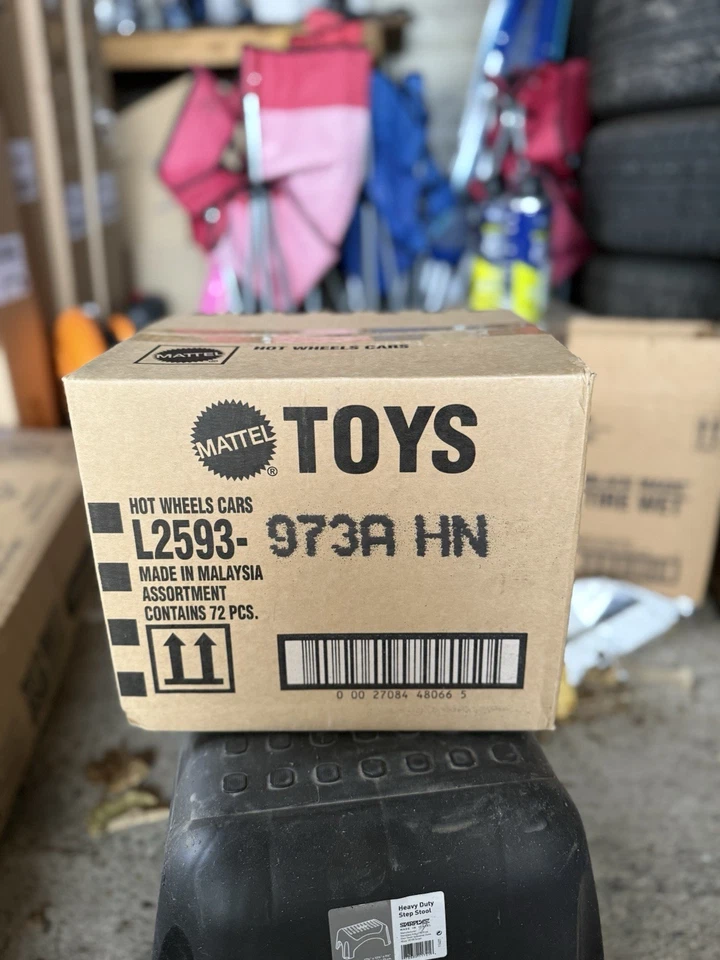 MATTEL HOT WHEELS CARS
MATTEL® TOYS
HOT WHEELS CARS
L2593- 973A HN
MADE IN MALAYSIA
ASSORTMENT
CONTAINS 72 PCS.
0 00 27084 48066 5
Heavy Duty
Step Stool